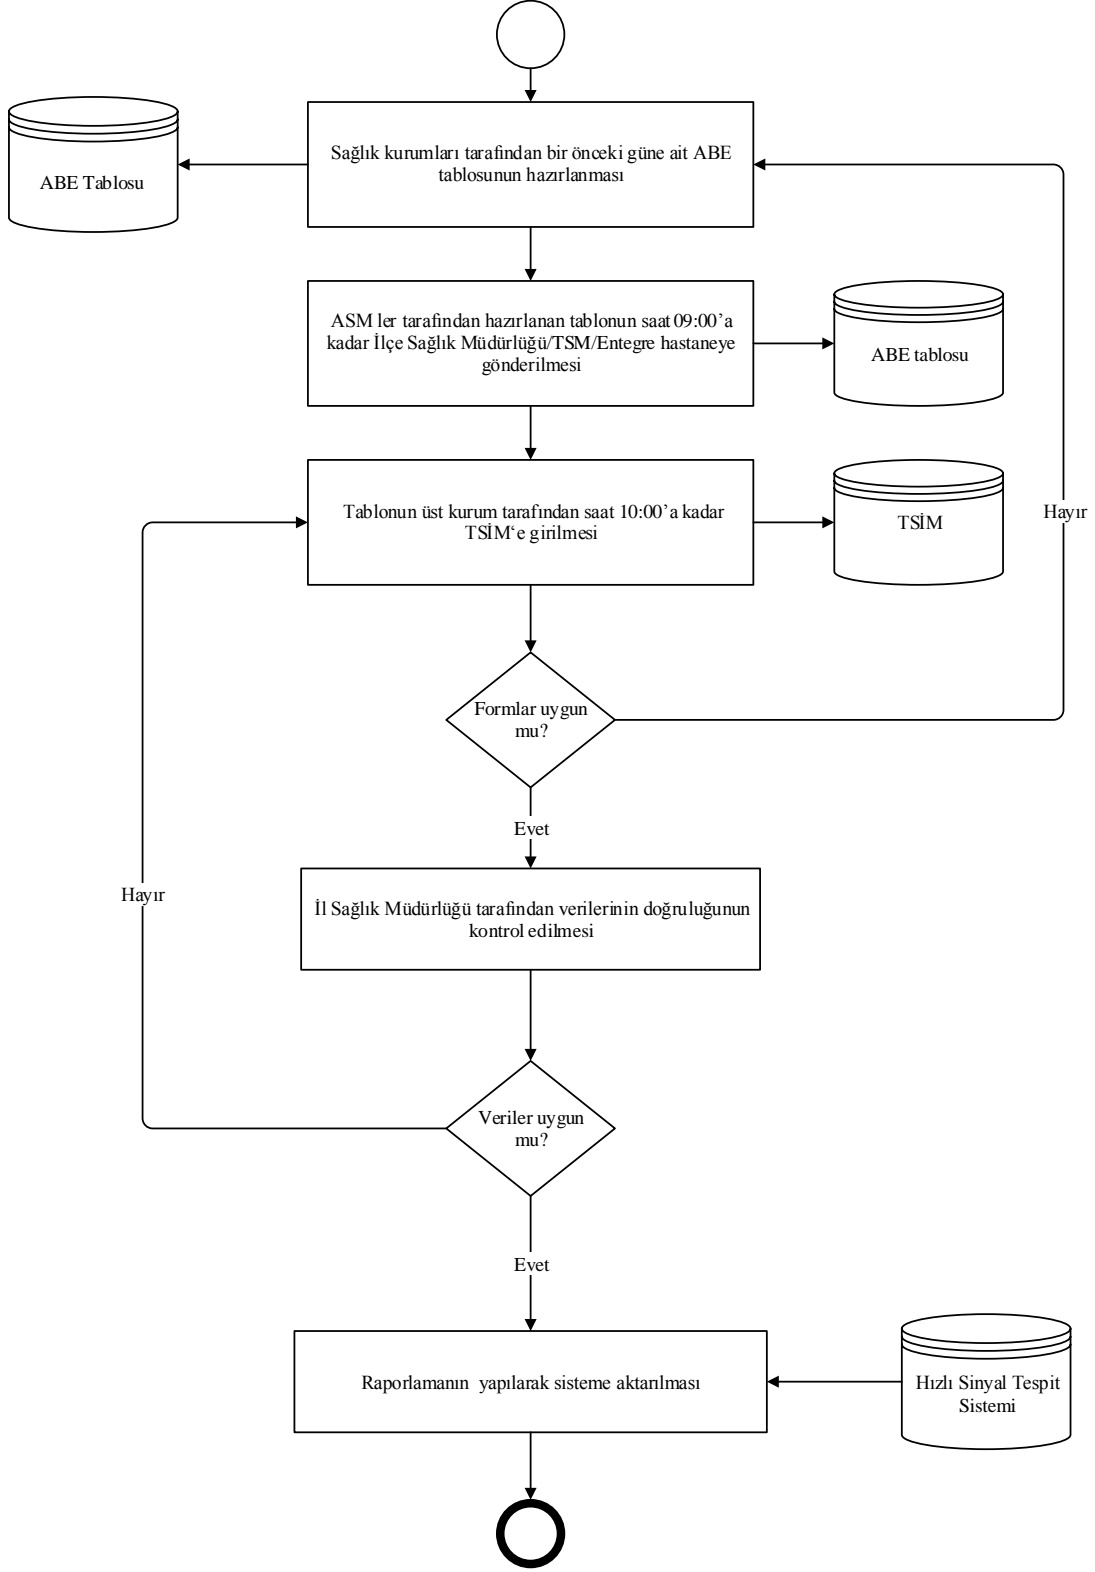 Sağlık kurumları tarafından bir önceki güne ait ABE
tablosunun hazırlanması
ABE Tablosu
ASM ler tarafından hazırlanan tablonun saat 09:00’a
kadar İlçe Sağlık Müdürlüğü/TSM/Entegre hastaneye
gönderilmesi
ABE tablosu
Tablonun üst kurum tarafından saat 10:00’a kadar
TSİM‘e girilmesi
TSİM
Hayır
Formlar uygun
mu?
Evet
Hayır
İl Sağlık Müdürlüğü tarafından verilerinin doğruluğunun
kontrol edilmesi
Veriler uygun
mu?
Evet
Raporlamanın yapılarak sisteme aktarılması
Hızlı Sinyal Tespit
Sistemi